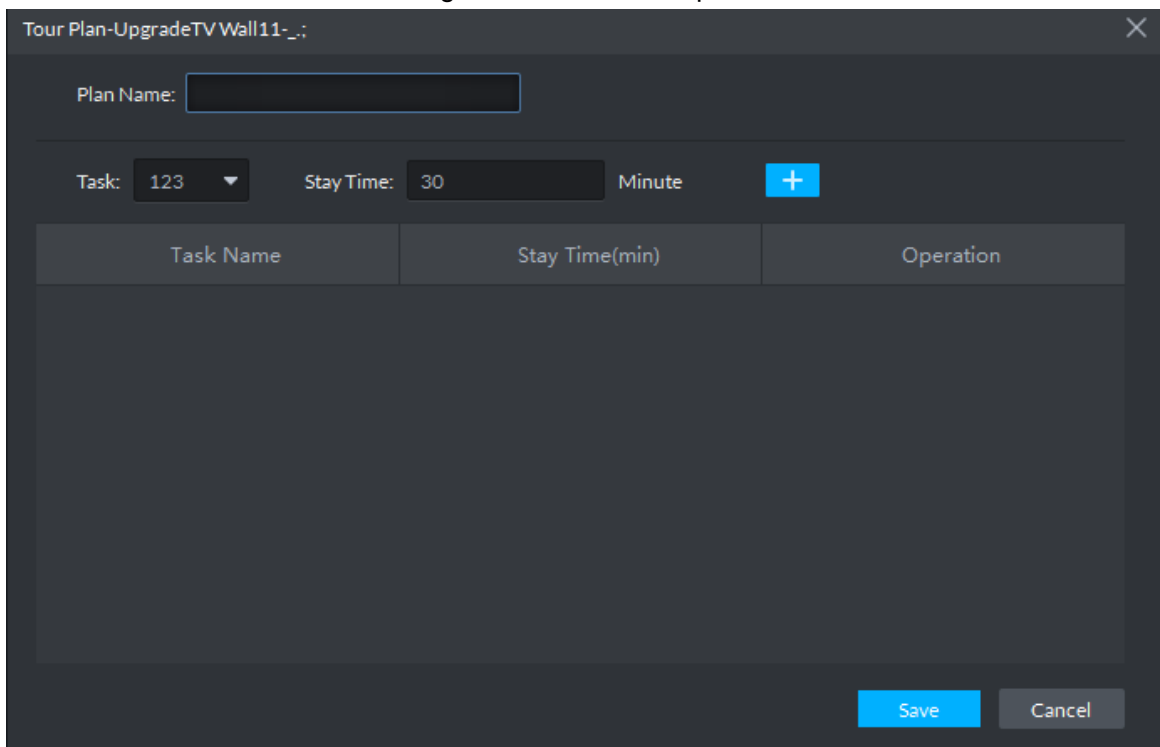 Tour Plan-UpgradeTV Wall11-_.;
Plan Name:
Task: 123 Stay Time: 30 Minute +
Task Name Stay Time(min) Operation
Save Cancel